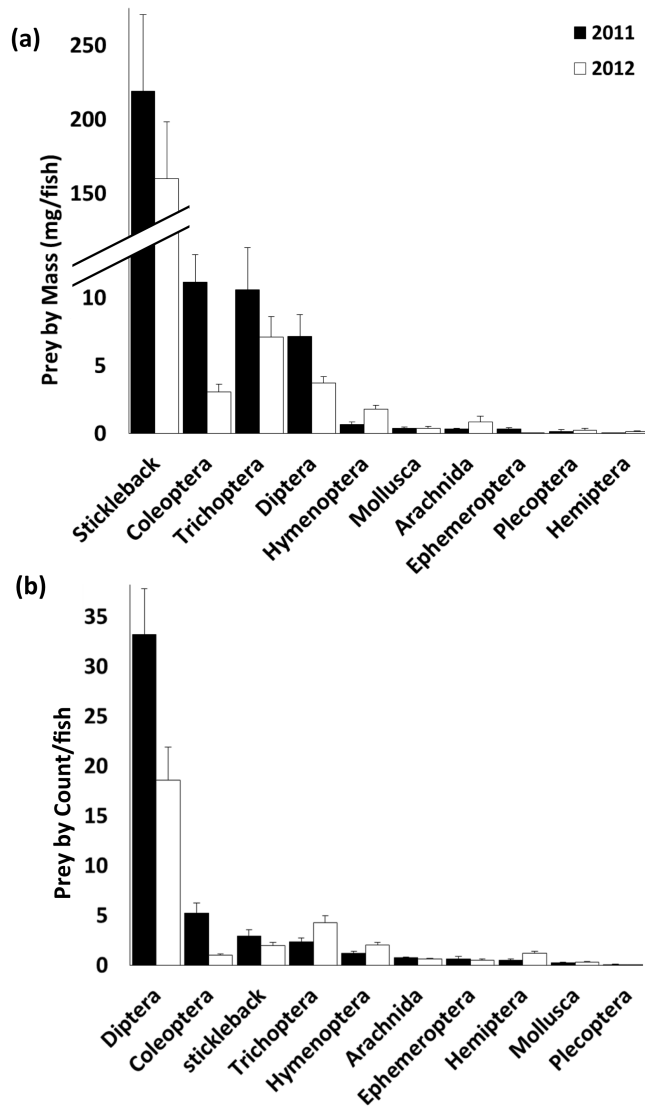 (a)
2011
2012
Prey by Mass (mg/fish)
250
200
150
10
5
0
Stickleback
Coleoptera
Trichoptera
Diptera
Hymenoptera
Mollusca
Arachnida
Ephemeroptera
Plecoptera
Hemiptera
(b)
Prey by Count/fish
35
30
25
20
15
10
5
0
Diptera
Coleoptera
stickleback
Trichoptera
Hymenoptera
Arachnida
Ephemeroptera
Hemiptera
Mollusca
Plecoptera